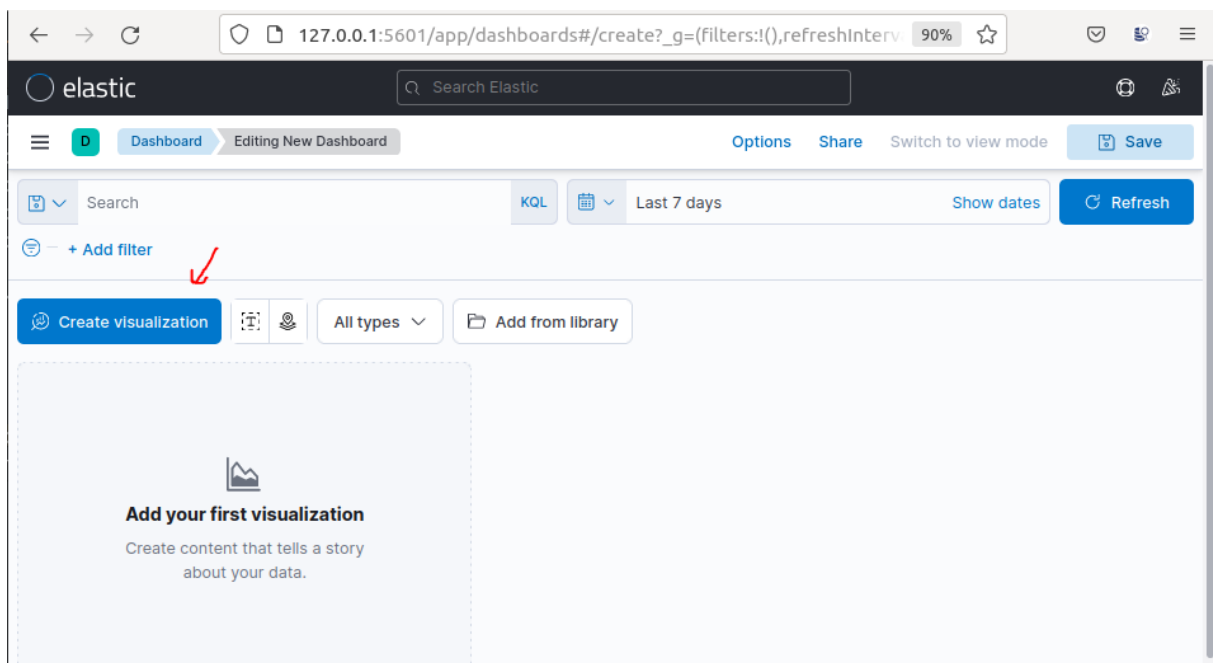 127.0.0.1:5601/app/dashboards#/create?_g=(filters:!(),refreshInterv 90%
elastic Search Elastic
D Dashboard Editing New Dashboard Options Share Switch to view mode Save
Search KQL Last 7 days Show dates Refresh
+ Add filter
Create visualization T All types Add from library
Add your first visualization
Create content that tells a story
about your data.